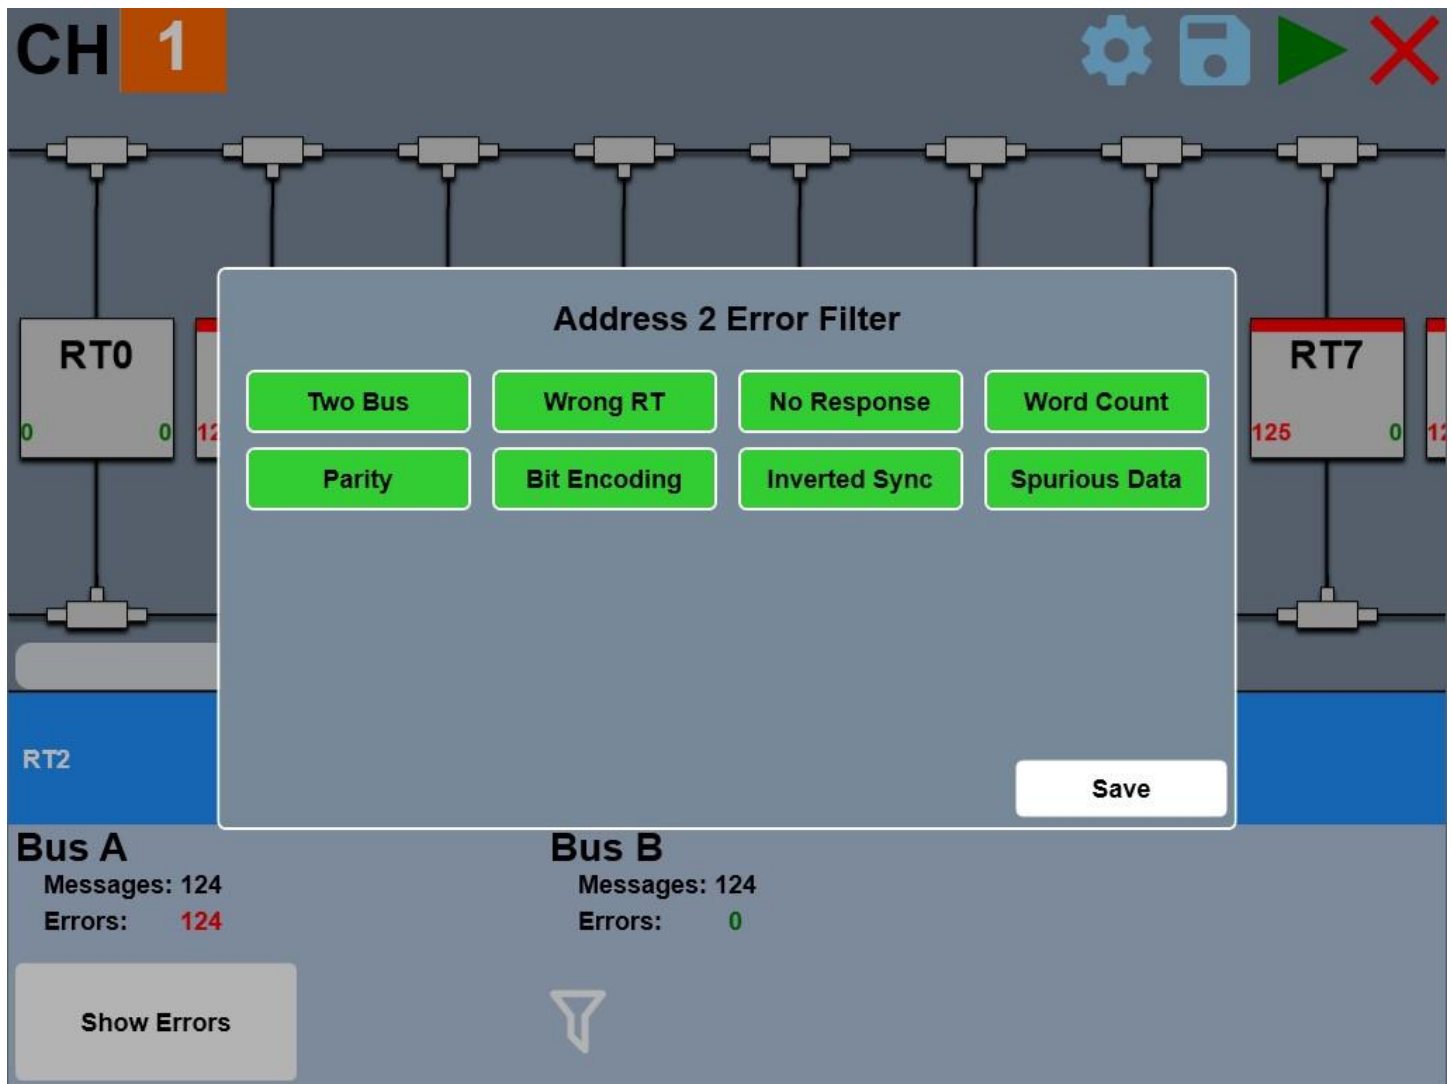 CH 1
Address 2 Error Filter
RT0
RT7
Two Bus Wrong RT No Response Word Count
0 0 12 125 0 12
Parity Bit Encoding Inverted Sync Spurious Data
RT2
Save
Bus A Bus B
Messages: 124 Messages: 124
Errors: 124 Errors: 0
Show Errors